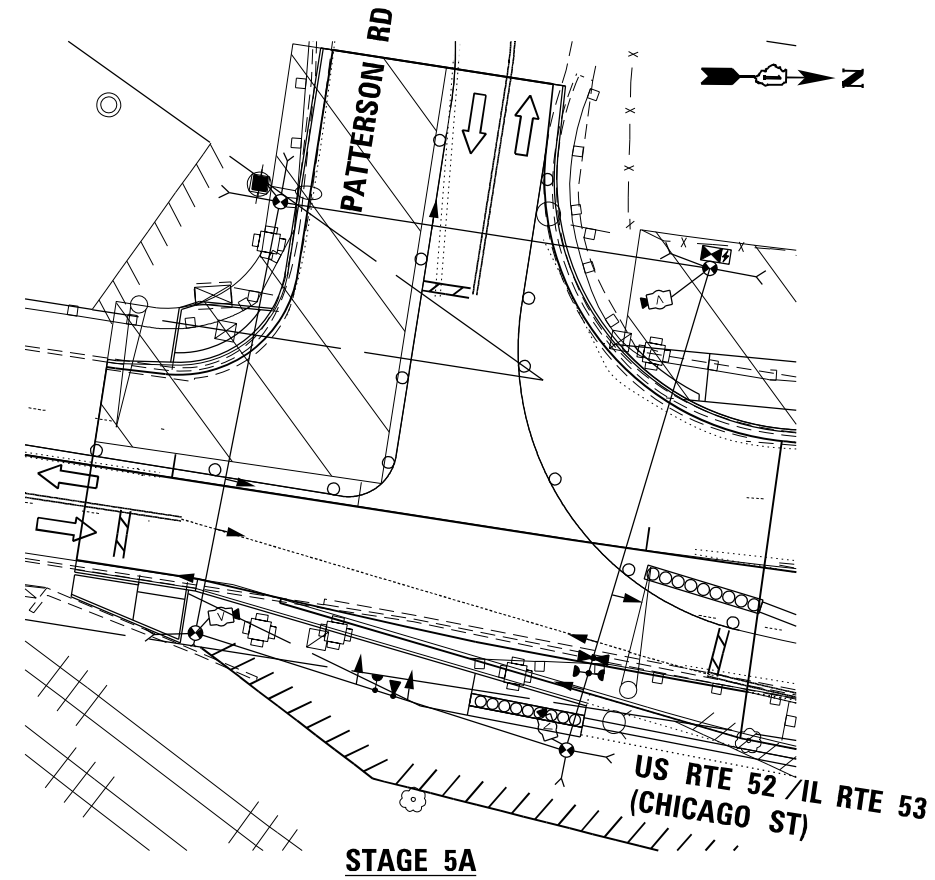 PATTERSON RD
N
US RTE 52 /IL RTE 53
(CHICAGO ST)
STAGE 5A